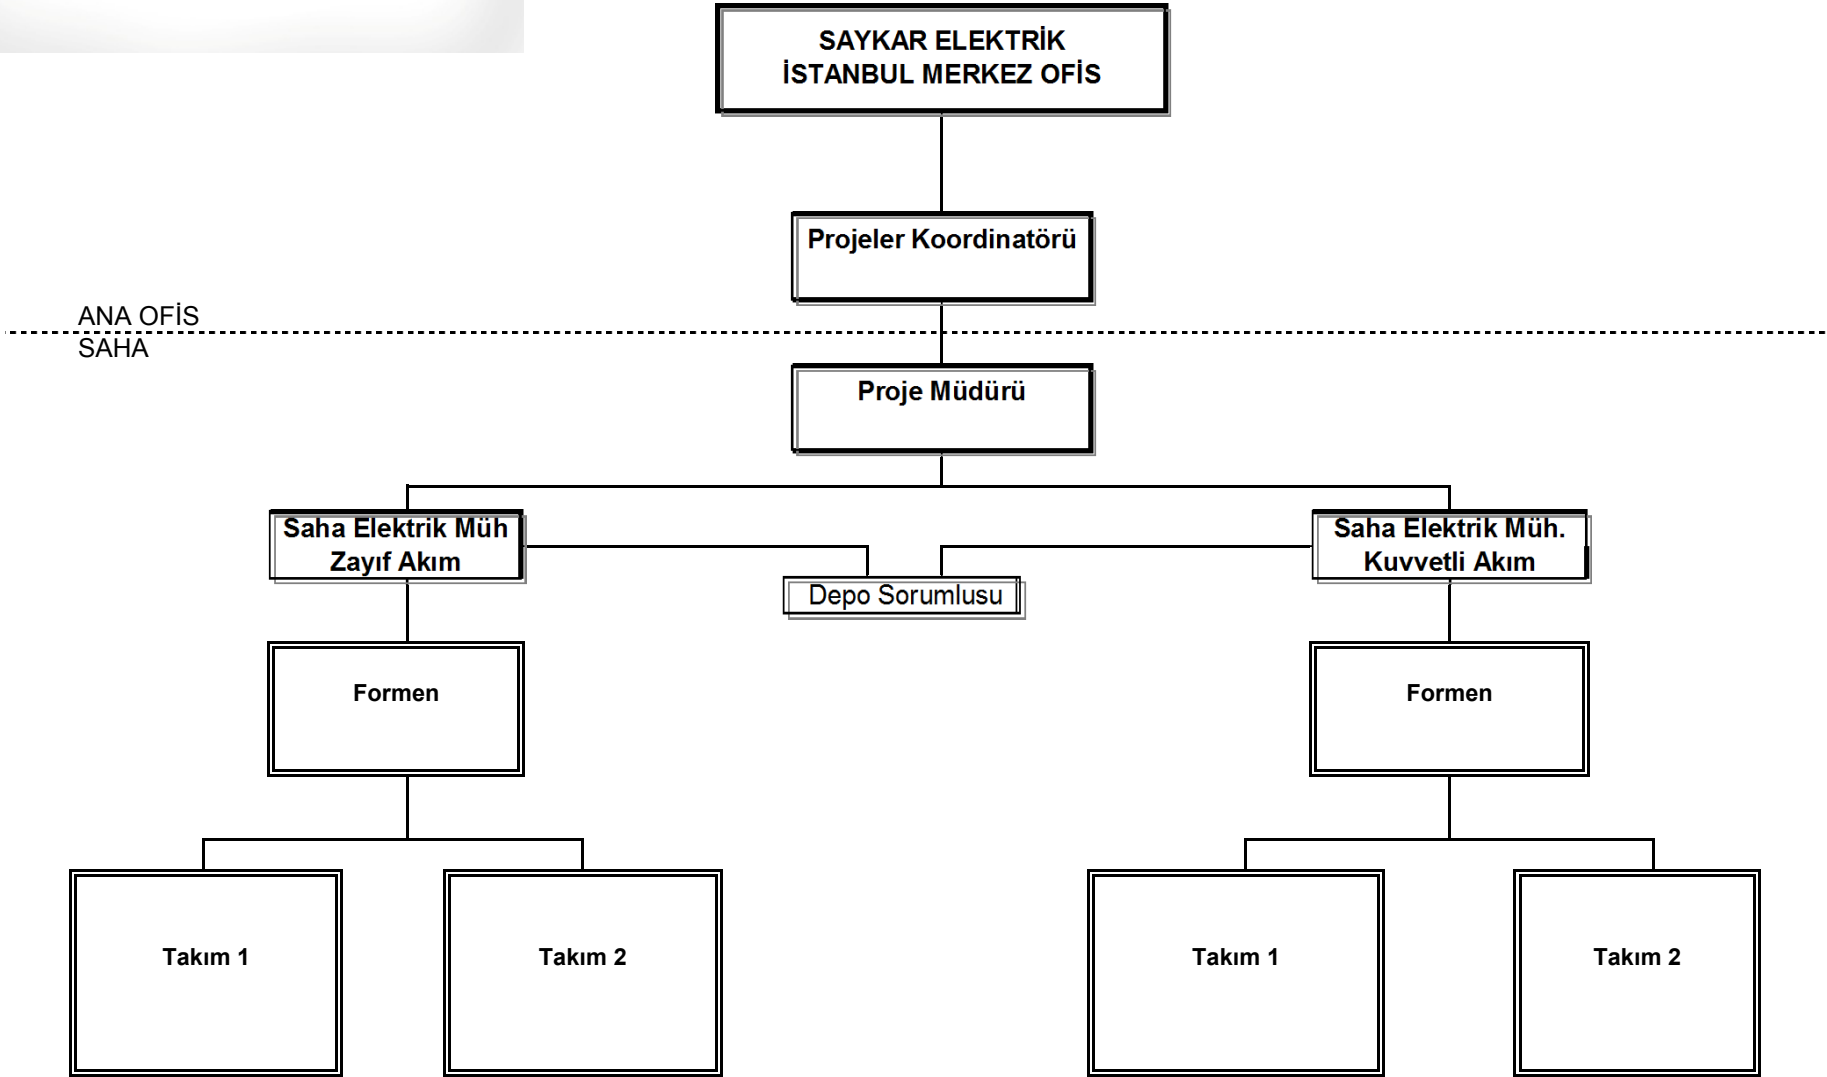 SAYKAR ELEKTRİK
İSTANBUL MERKEZ OFİS
Projeler Koordinatörü
ANA OFİS
SAHA
Proje Müdürü
Saha Elektrik Müh
Zayıf Akım
Saha Elektrik Müh.
Kuvvetli Akım
Depo Sorumlusu
Formen
Formen
Takım 1
Takım 2
Takım 1
Takım 2